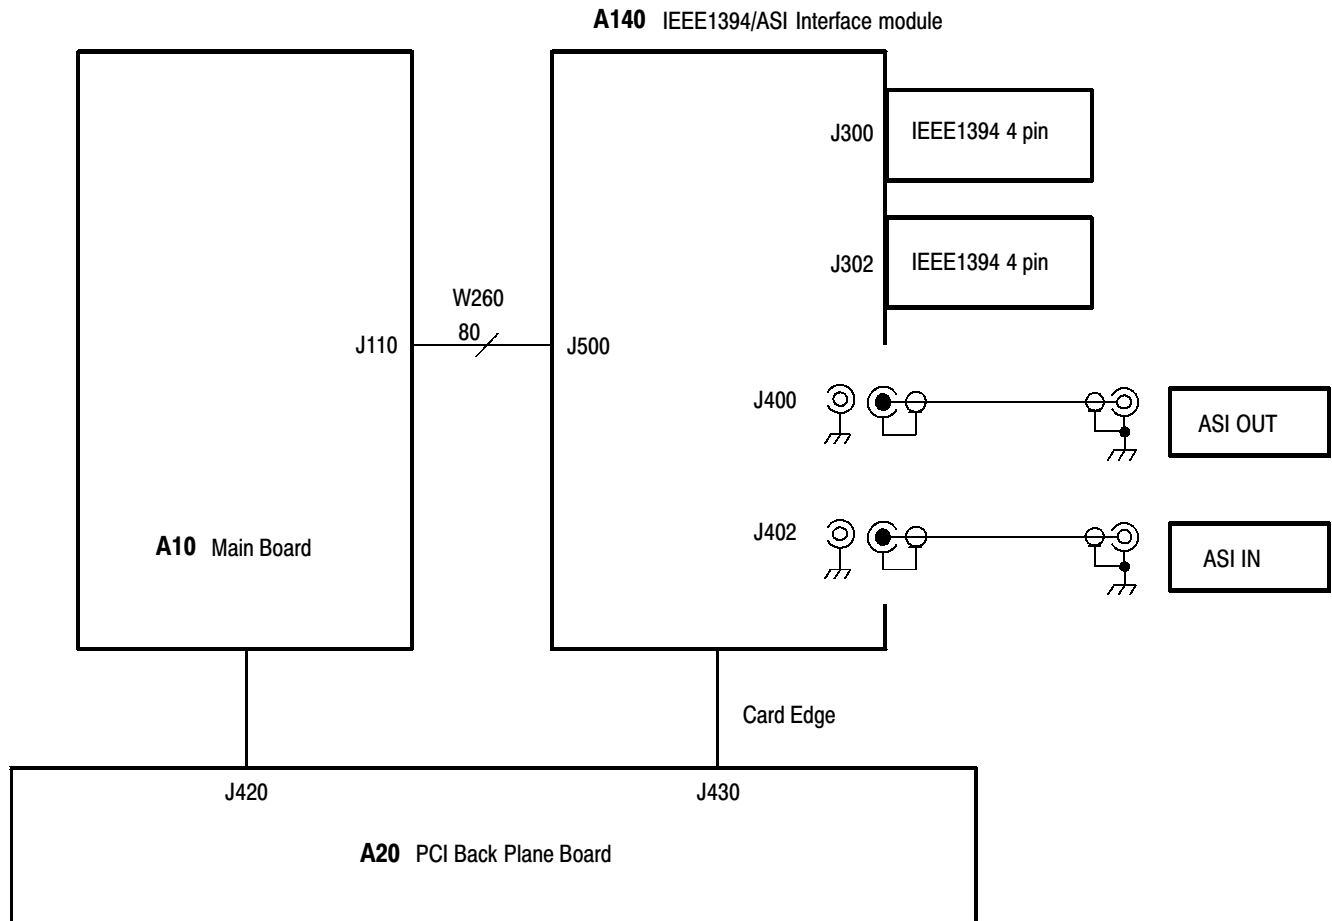 A140 IEEE1394/ASI Interface module
J300
IEEE1394 4 pin
J302
IEEE1394 4 pin
W260
80
J110
J500
J400
ASI OUT
J402
ASI IN
A10 Main Board
Card Edge
J420
J430
A20 PCI Back Plane Board